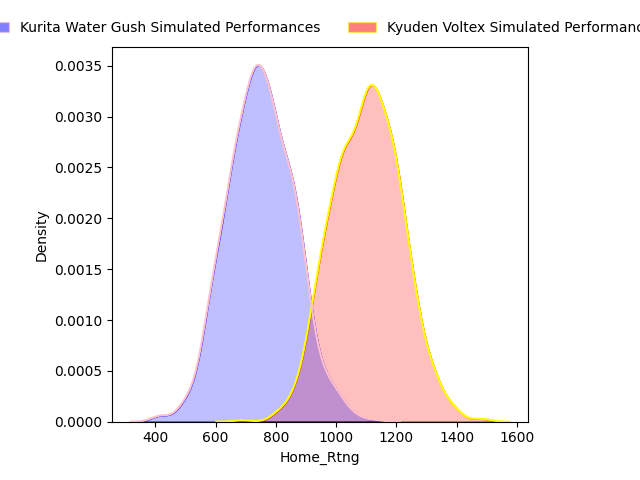 Kurita Water Gush Simulated Performances
Kyuden Voltex Simulated Performanc
0.0035
0.0030
0.0025
0.0020
0.0015
0.0010
0.0005
0.0000
Density
400 600 800 1000 1200 1400 1600
Home_Rtng